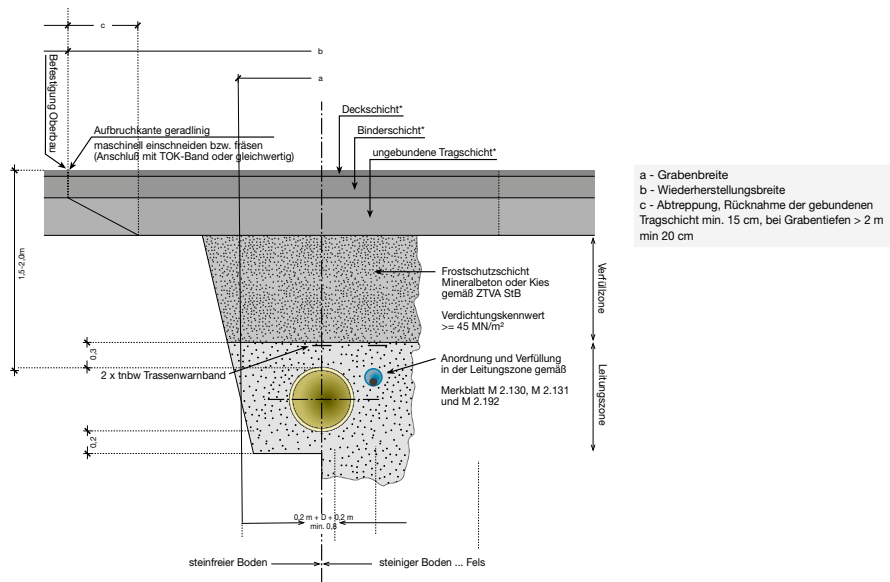 c
b
a
Befestigung Oberbau
Deckschicht*
Binderschicht*
ungebundene Tragschicht*
Aufbruchkante geradlinig
maschinell einschneiden bzw. fräsen
(Anschluß mit TOK-Band oder gleichwertig)
a - Grabenbreite
b - Wiederherstellungsbreite
c - Abtreppung, Rücknahme der gebundenen
Tragschicht min. 15 cm, bei Grabentiefen > 2 m
min 20 cm
1,5-2,0m
Frostschutzschicht
Mineralbeton oder Kies
gemäß ZTVA StB
Verdichtungskennwert
>= 45 MN/m²
Verfüllzone
0,3
2 x tnbw Trassenwarnband
Anordnung und Verfüllung
in der Leitungszone gemäß
Merkblatt M 2.130, M 2.131
und M 2.192
Leitungszone
0,2
0,2 m + D + 0,2 m
min. 0,8
steinfreier Boden
steiniger Boden ... Fels